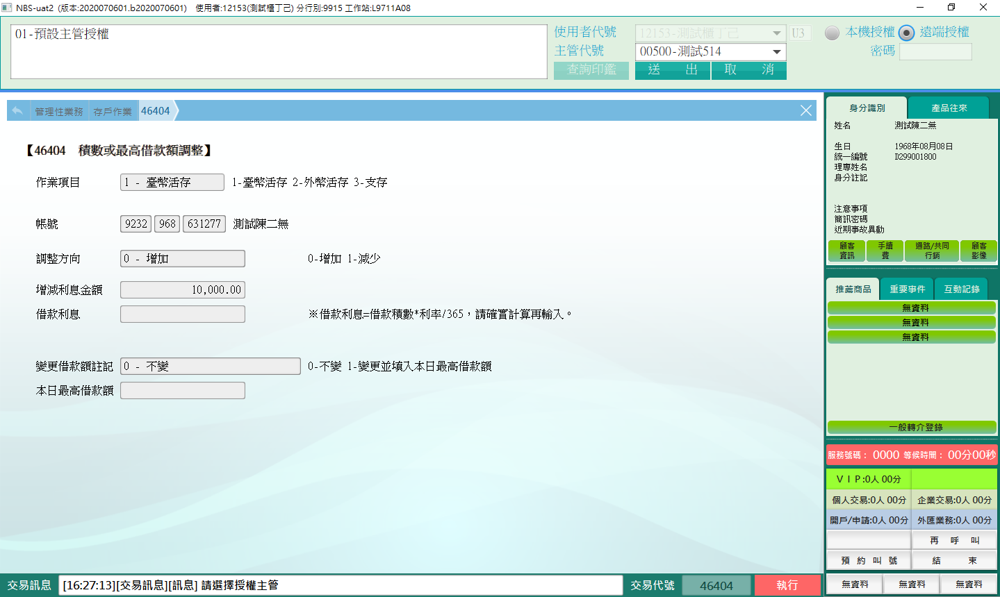 NBS-uat2 (版本:2020070601.b2020070601) 使用者:12153(測試櫃丁己) 分行別:9915 工作站:L9711A08
01-預設主管授權
使用者代號 12153-測試櫃丁己 U3 本機授權 遠端授權
主管代號 00500-測試514 密碼
查詢印鑑 送 出 取 消
管理性業務 存戶作業 46404
【46404 積數或最高借款額調整】
作業項目 1 - 臺幣活存 1-臺幣活存 2-外幣活存 3-支存
帳號 9232 968 631277 測試陳二無
調整方向 0 - 增加 0-增加 1-減少
增減利息金額 10,000.00
借款利息 ※借款利息=借款積數*利率/365，請確實計算再輸入。
變更借款額註記 0 - 不變 0-不變 1-變更並填入本日最高借款額
本日最高借款額
交易訊息 [16:27:13][交易訊息][訊息] 請選擇授權主管 交易代號 46404 執行
身分識別 產品往來
姓名 測試陳二無
生日 1968年08月08日
統一編號 D299001800
理專姓名
身分註記
注意事項
簡訊密碼
近期事故異動
顧客資訊 手續費 通路/共同行銷 顧客影像
推薦商品 重要事件 互動記錄
無資料
無資料
無資料
一般轉介登錄
服務號碼： 0000 等候時間： 00分00秒
ＶＩＰ:0人 00分
個人交易:0人 00分 企業交易:0人 00分
開戶/申請:0人 00分 外匯業務:0人 00分
再 呼 叫
預 約 叫 號 結 束
無資料 無資料 無資料